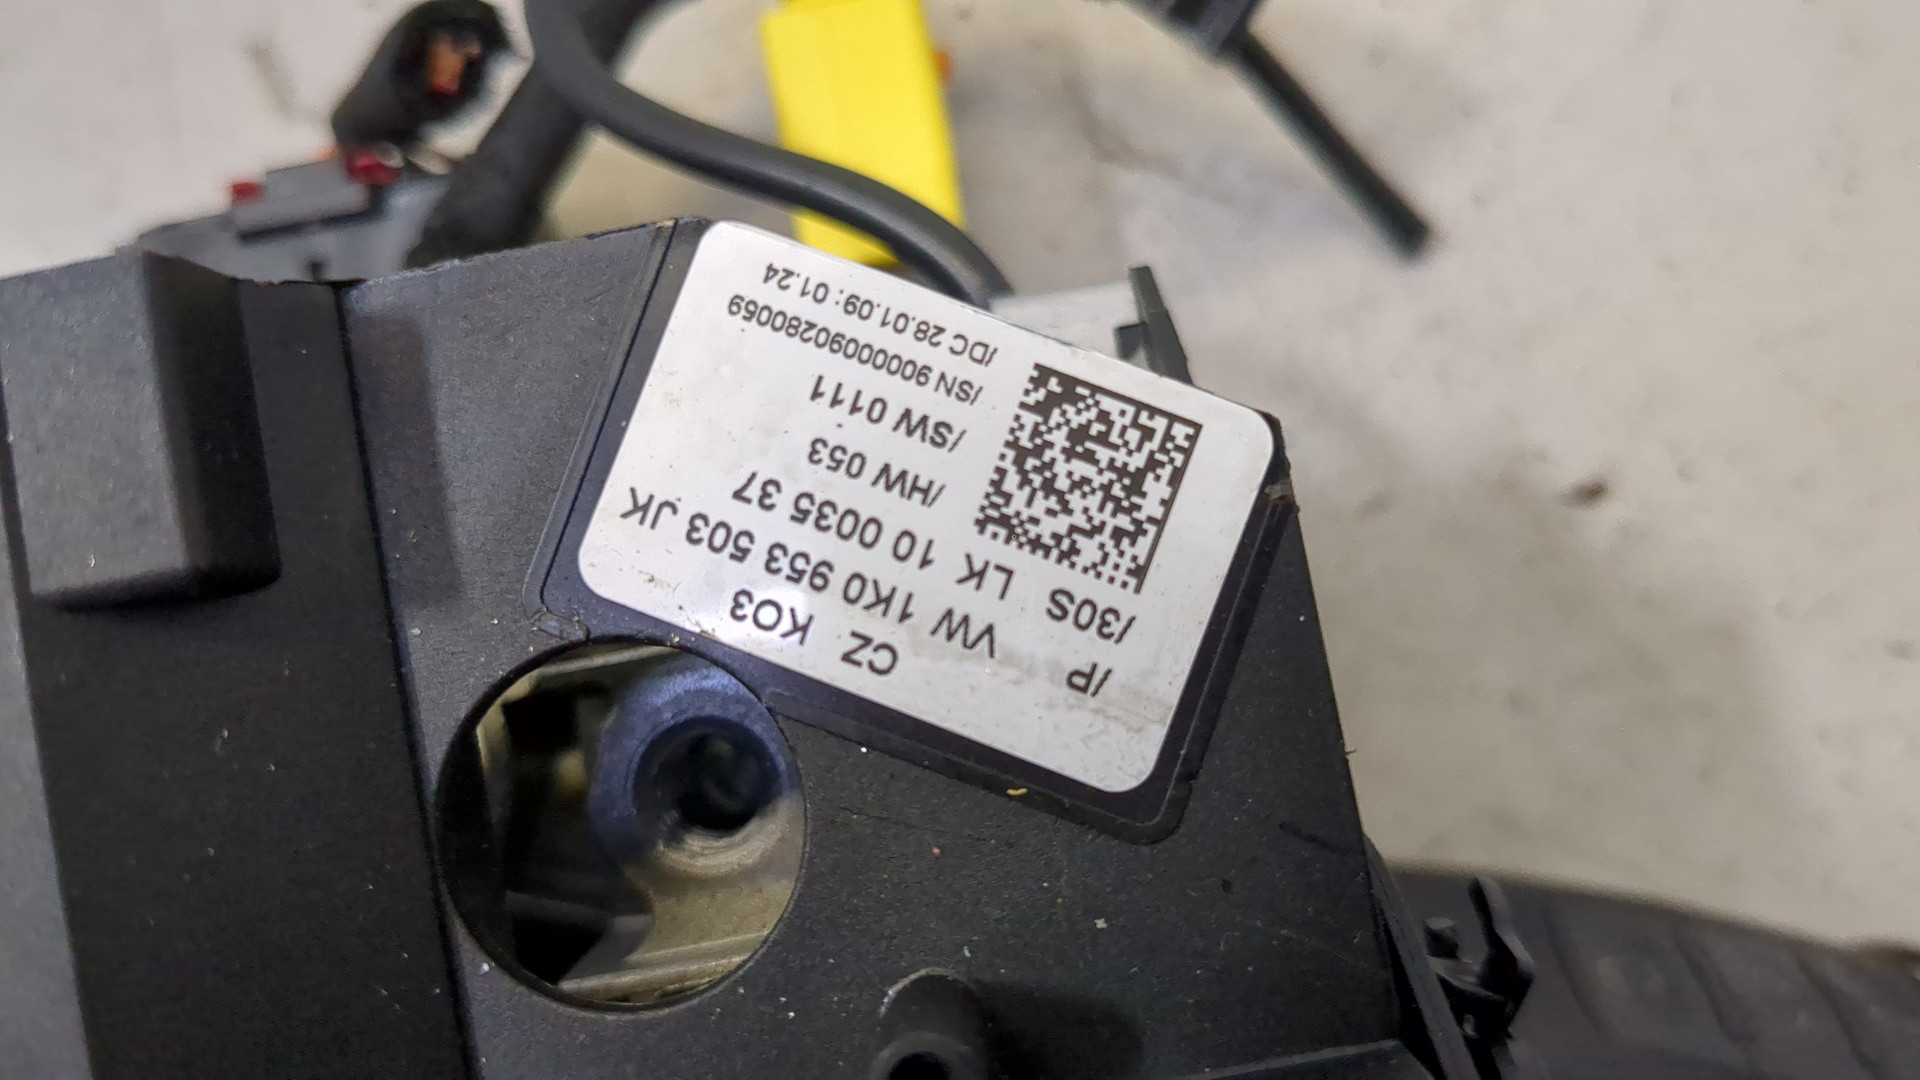 CZ KO3
/P VW 1K0 953 503 JK
/30S LK 10 0035 37
/HW 053
/SW 0111
/SN 90000090280059
/DC 28.01.09: 01.24